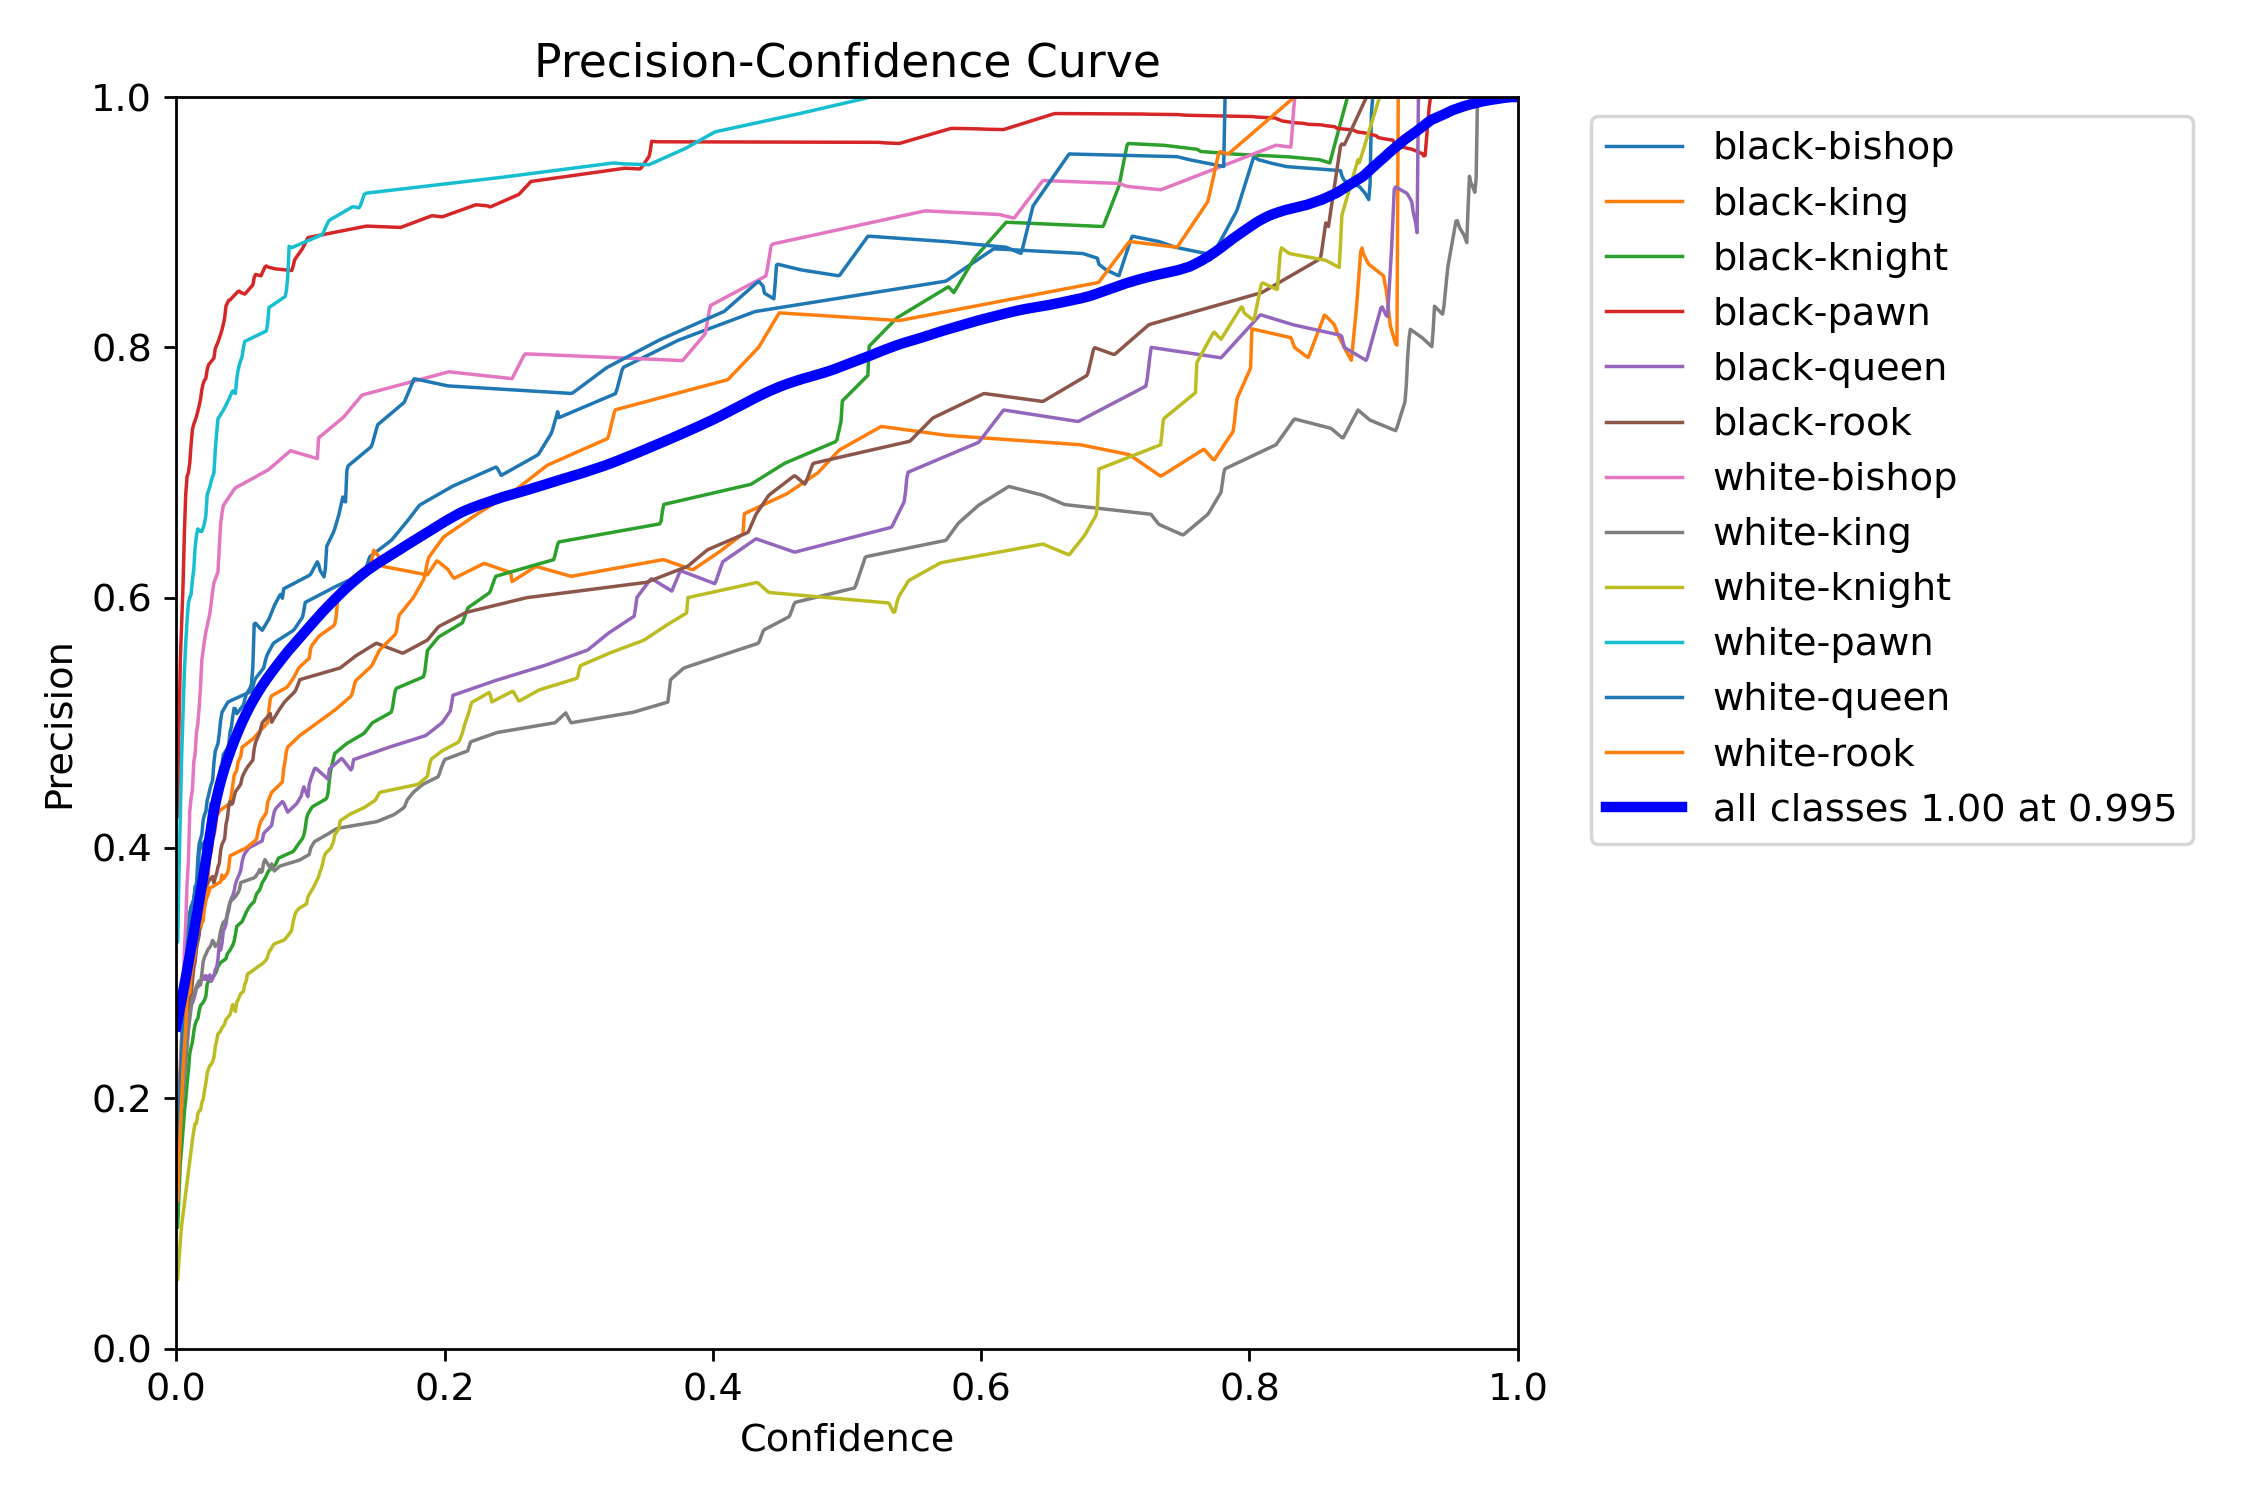 Precision-Confidence Curve
1.0
0.8
0.6
0.4
0.2
0.0
Precision
0.0 0.2 0.4 0.6 0.8 1.0
Confidence
black-bishop
black-king
black-knight
black-pawn
black-queen
black-rook
white-bishop
white-king
white-knight
white-pawn
white-queen
white-rook
all classes 1.00 at 0.995